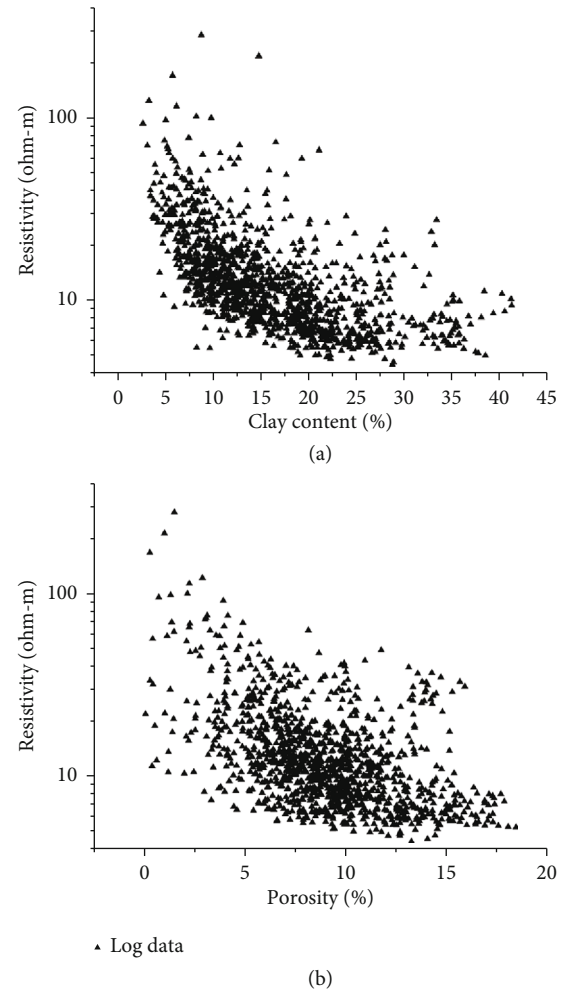 100
10
Resistivity (ohm-m)
0 5 10 15 20 25 30 35 40 45
Clay content (%)
(a)
100
10
Resistivity (ohm-m)
0 5 10 15 20
Porosity (%)
Log data
(b)